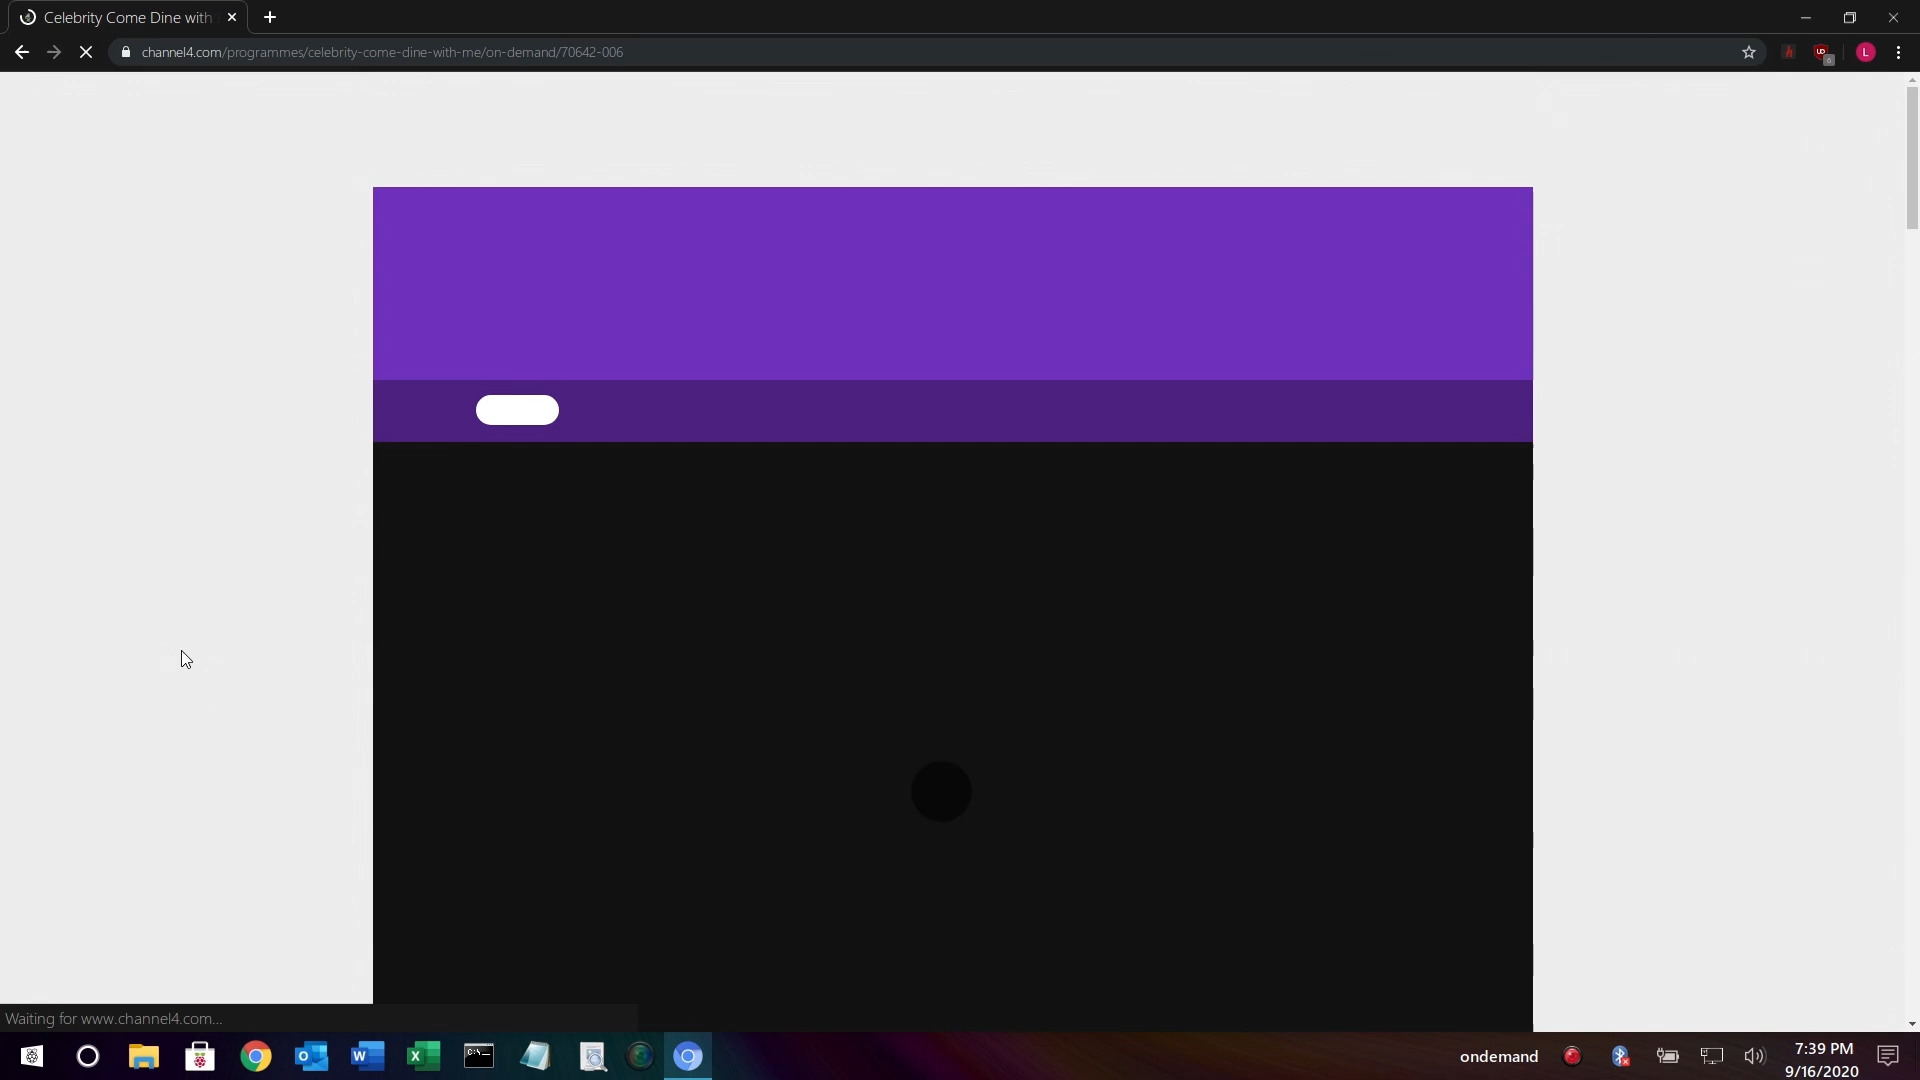 Celebrity Come Dine with
channel4.com/programmes/celebrity-come-dine-with-me/on-demand/70642-006
L
Waiting for www.channel4.com...
ondemand
7:39 PM
9/16/2020